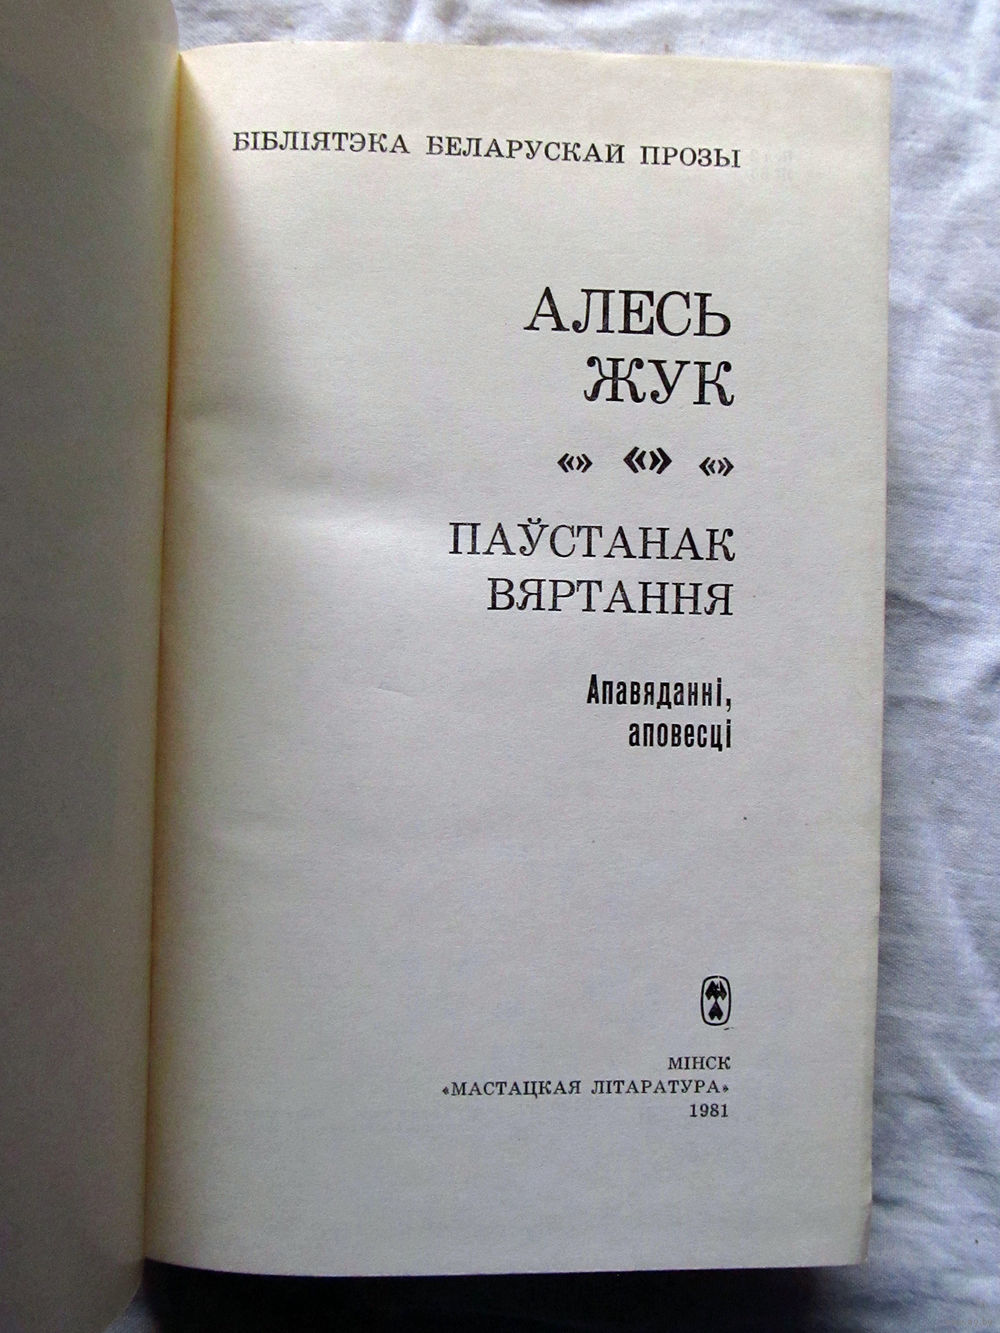 БІБЛІЯТЭКА БЕЛАРУСКАЙ ПРОЗЫ
АЛЕСЬ
ЖУК
ПАЎСТАНАК
ВЯРТАННЯ
Апавяданні,
аповесці
МІНСК
«МАСТАЦКАЯ ЛІТАРАТУРА»
1981